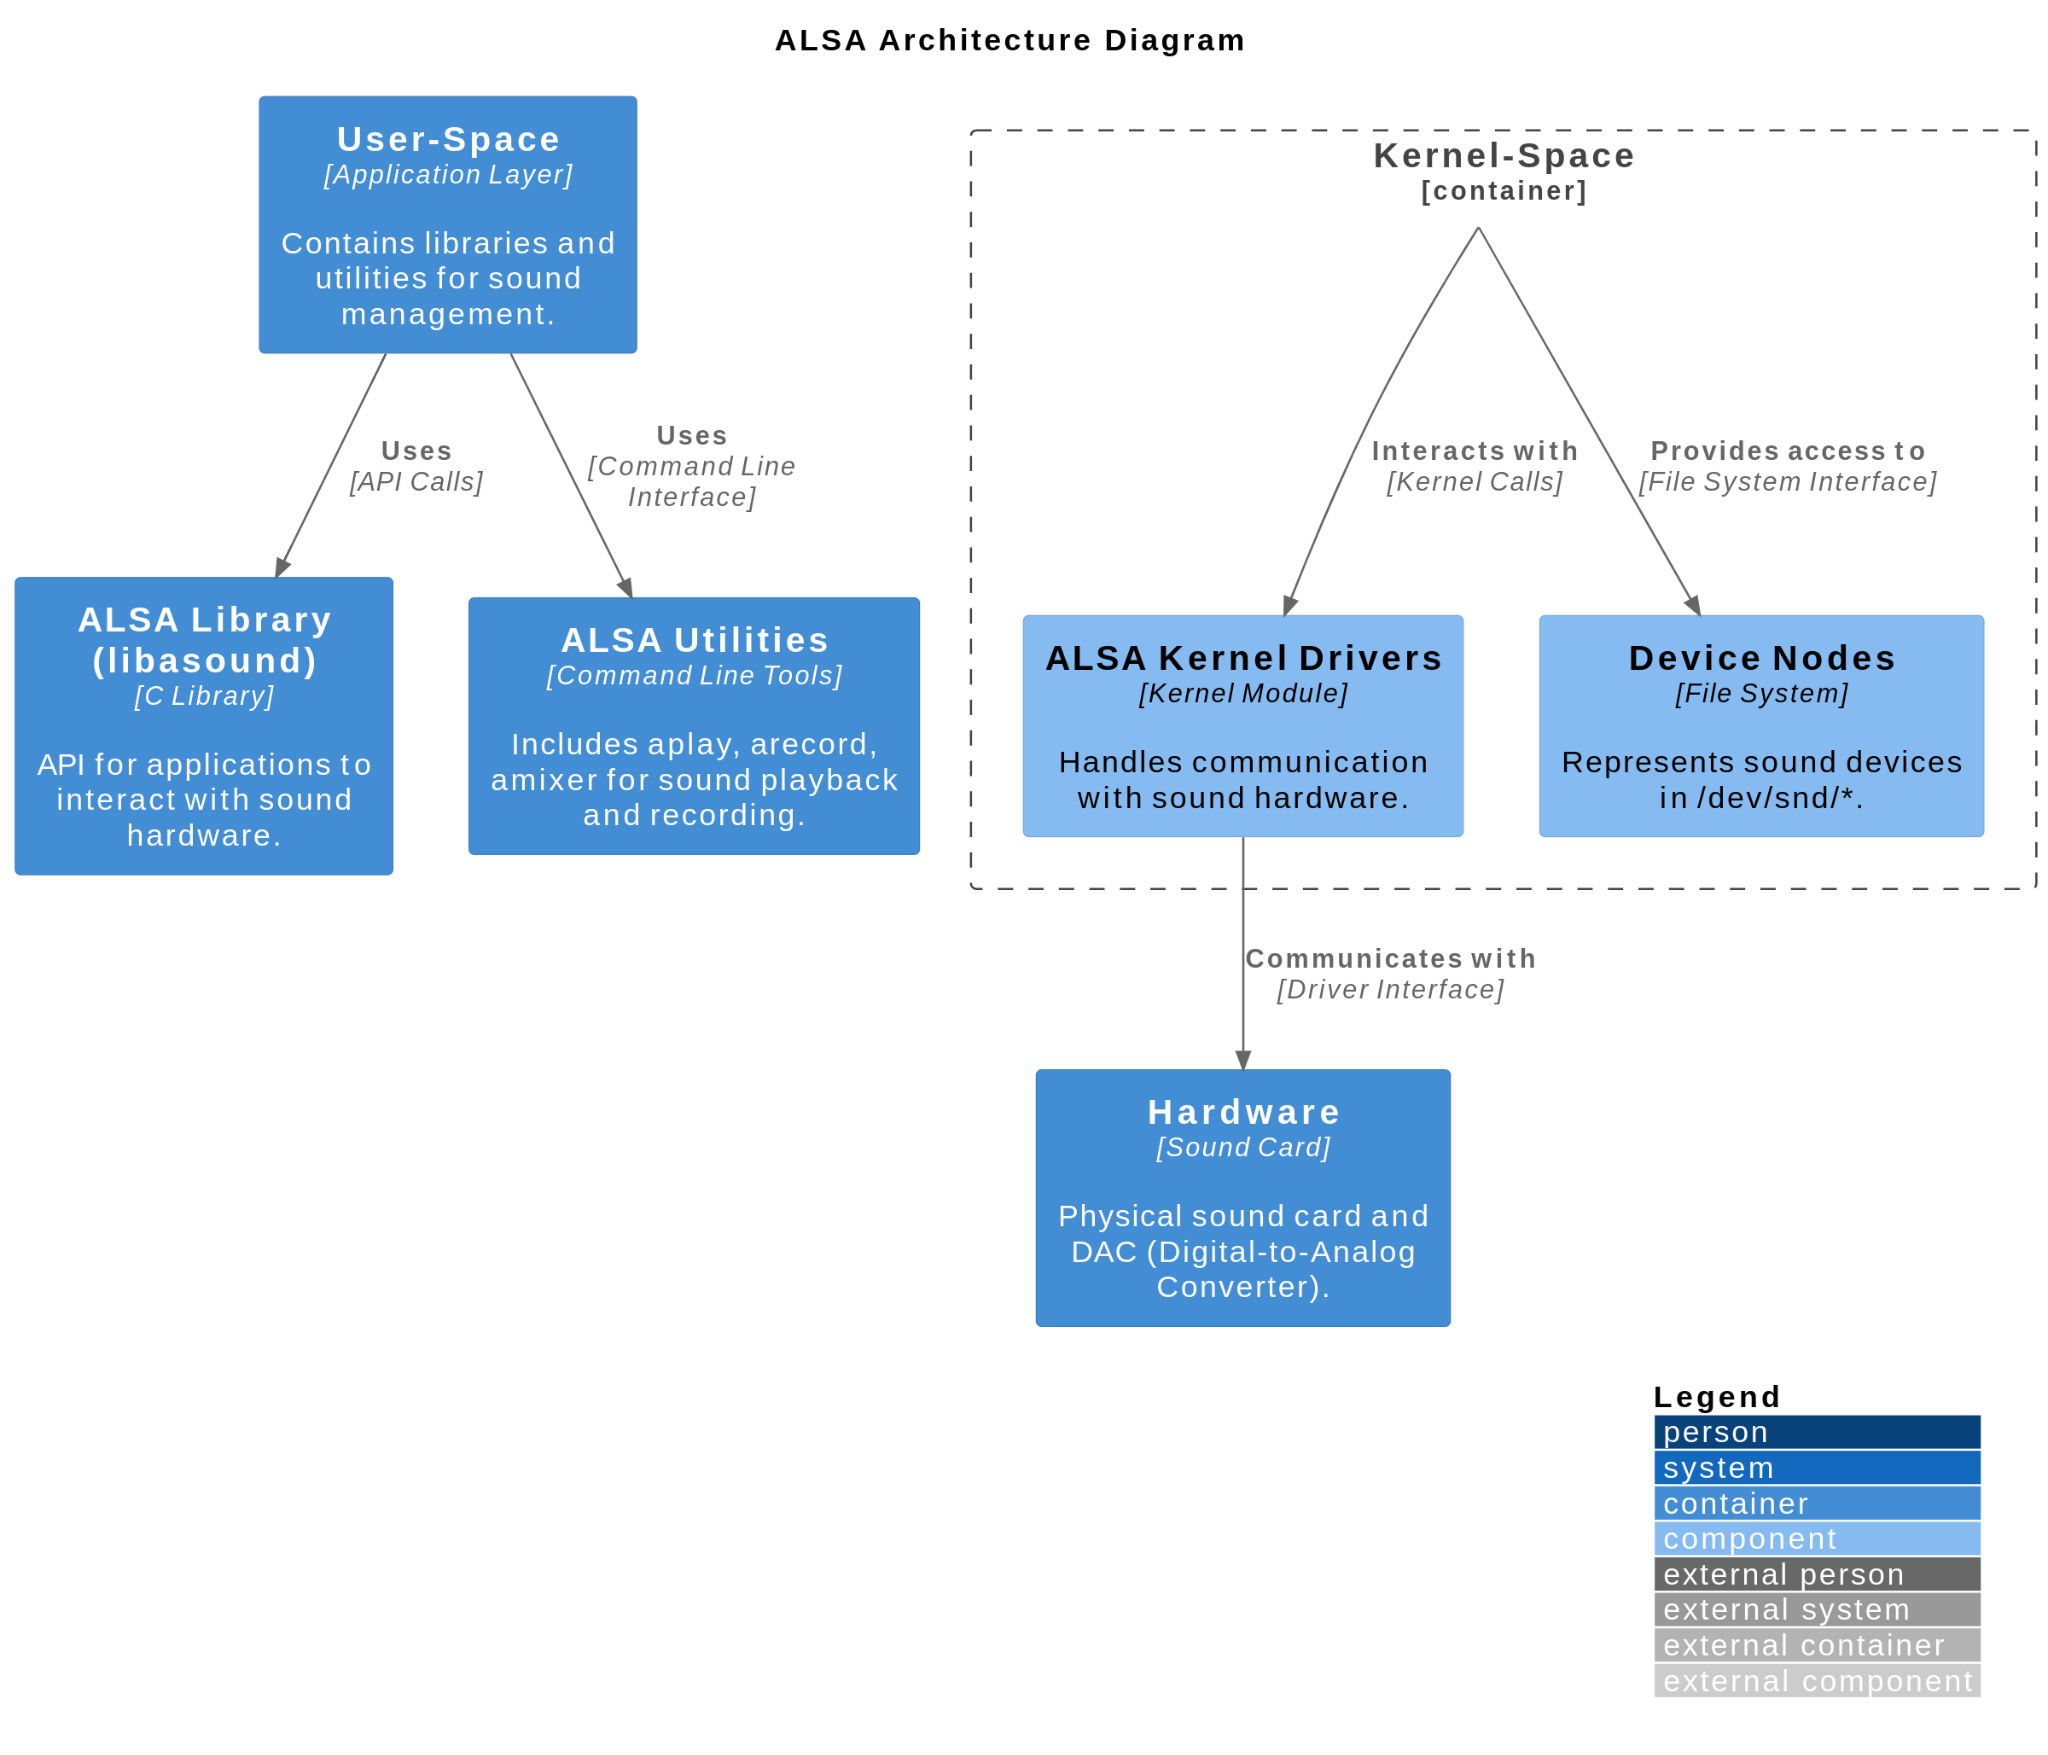 ALSA Architecture Diagram
User-Space
[Application Layer]
Contains libraries and
utilities for sound
management.
Kernel-Space
[container]
Uses
[API Calls]
Uses
[Command Line
Interface]
Interacts with
[Kernel Calls]
Provides access to
[File System Interface]
ALSA Library
(libasound)
[C Library]
API for applications to
interact with sound
hardware.
ALSA Utilities
[Command Line Tools]
Includes aplay, arecord,
amixer for sound playback
and recording.
ALSA Kernel Drivers
[Kernel Module]
Handles communication
with sound hardware.
Device Nodes
[File System]
Represents sound devices
in /dev/snd/*.
Communicates with
[Driver Interface]
Hardware
[Sound Card]
Physical sound card and
DAC (Digital-to-Analog
Converter).
Legend
person
system
container
component
external person
external system
external container
external component